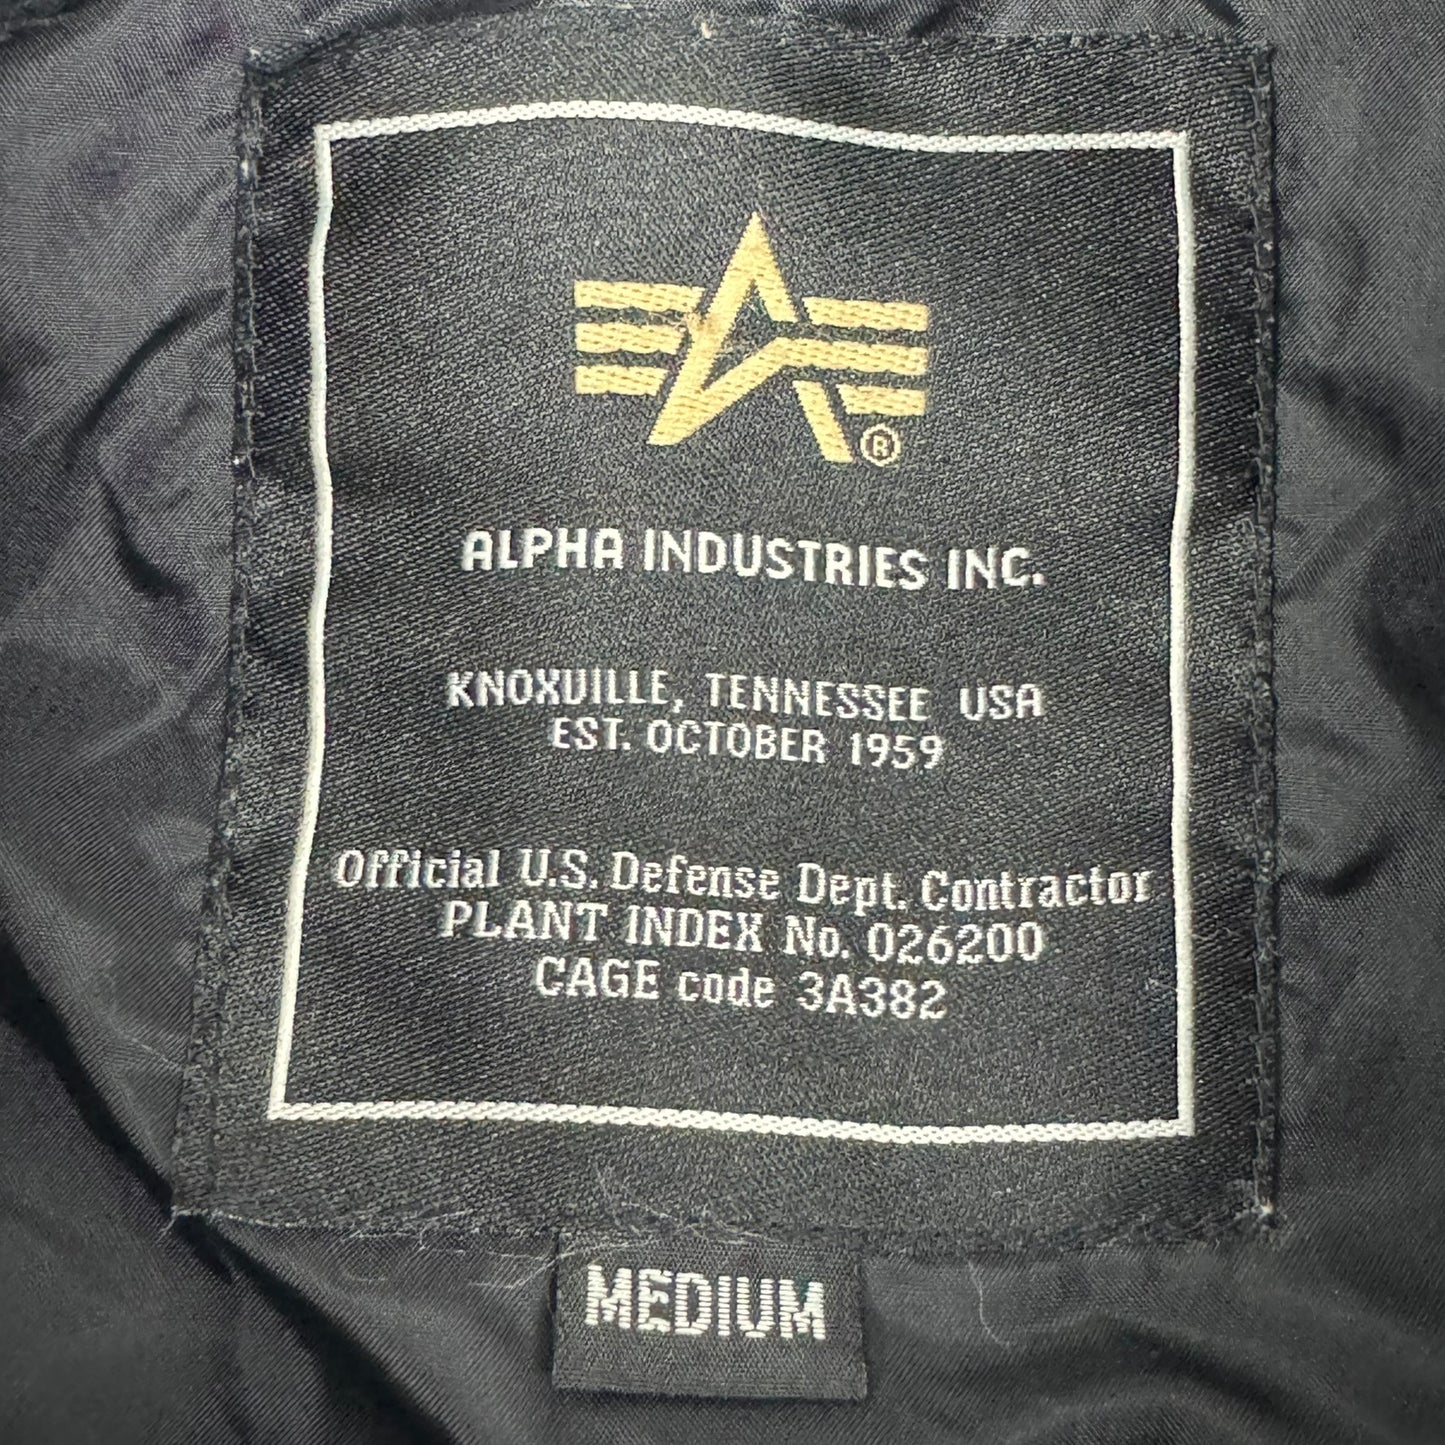 ®
ALPHA INDUSTRIES INC.
KNOXVILLE, TENNESSEE USA
EST. OCTOBER 1959
Official U.S. Defense Dept. Contractor
PLANT INDEX No. 026200
CAGE code 3A382
MEDIUM